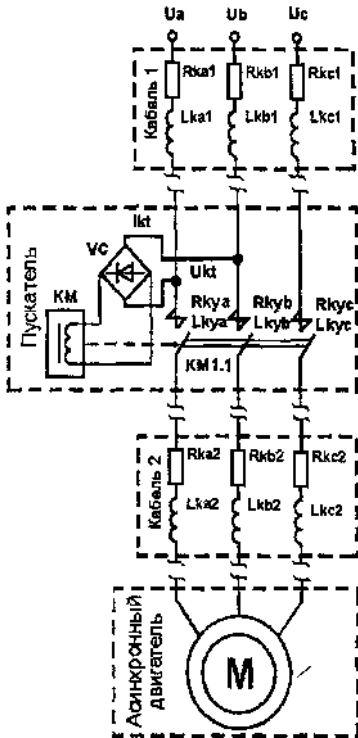 Ua Ub Uc
Кабель 1
Rka1 Rkb1 Rkc1
Lka1 Lkb1 Lkc1
Пускатель
Ikt
VC
KM
Ukt
Rkya Rkyb Rkyc
Lkya Lkyb Lkyc
KM1.1
Кабель 2
Rka2 Rkb2 Rkc2
Lka2 Lkb2 Lkc2
Асинхронный
двигатель
M